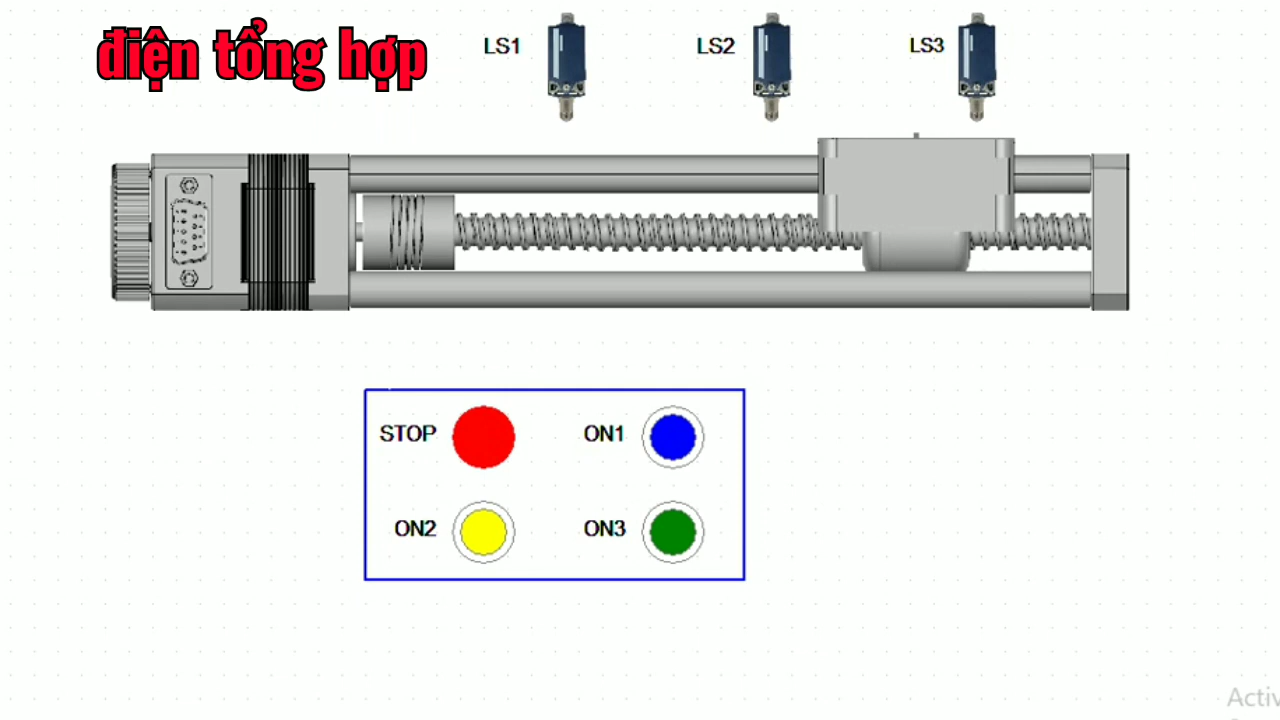 điện tổng hợp
LS1
LS2
LS3
STOP
ON1
ON2
ON3